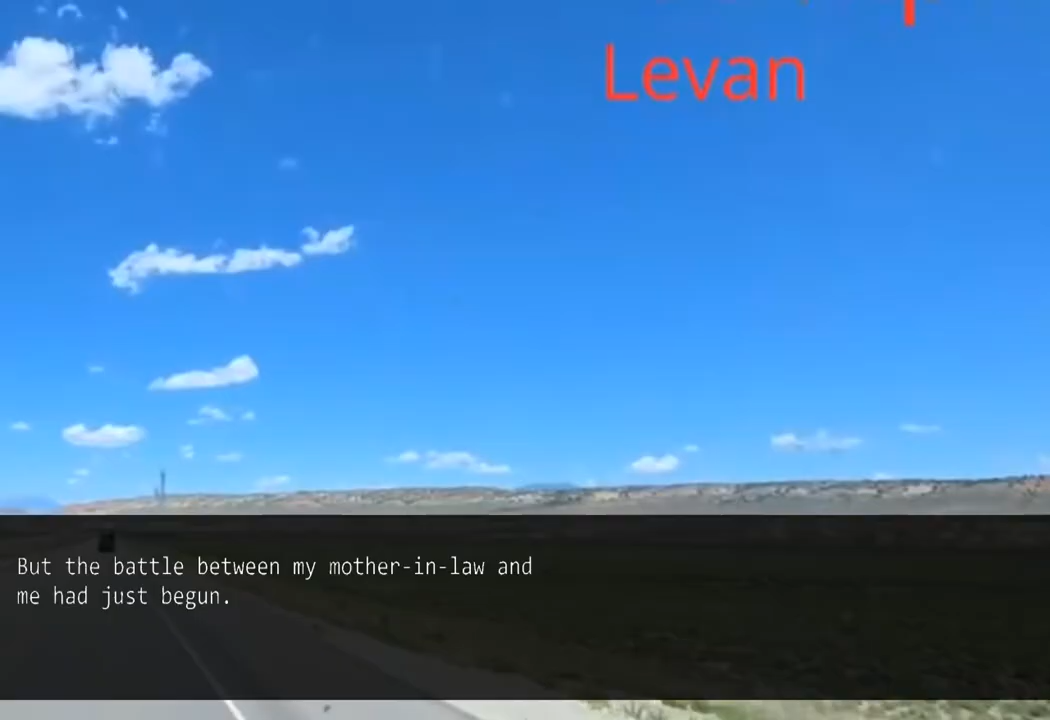 Levan
But the battle between my mother-in-law and
me had just begun.